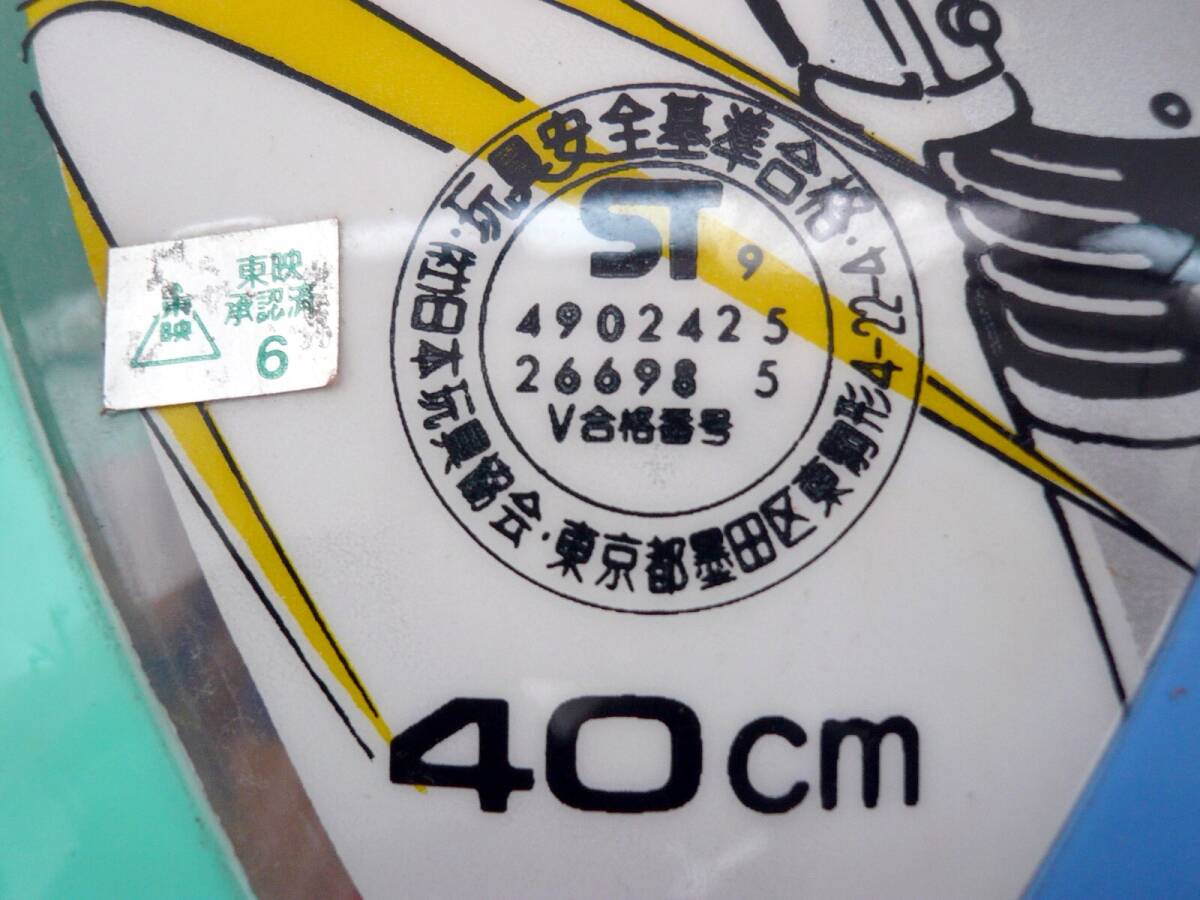 東映
承認済
6
東映
玩具安全基準合格・(社)日本玩具協会・東京都墨田区東駒形4-22-4・
ST 9
4902425
26698 5
V合格番号
40cm